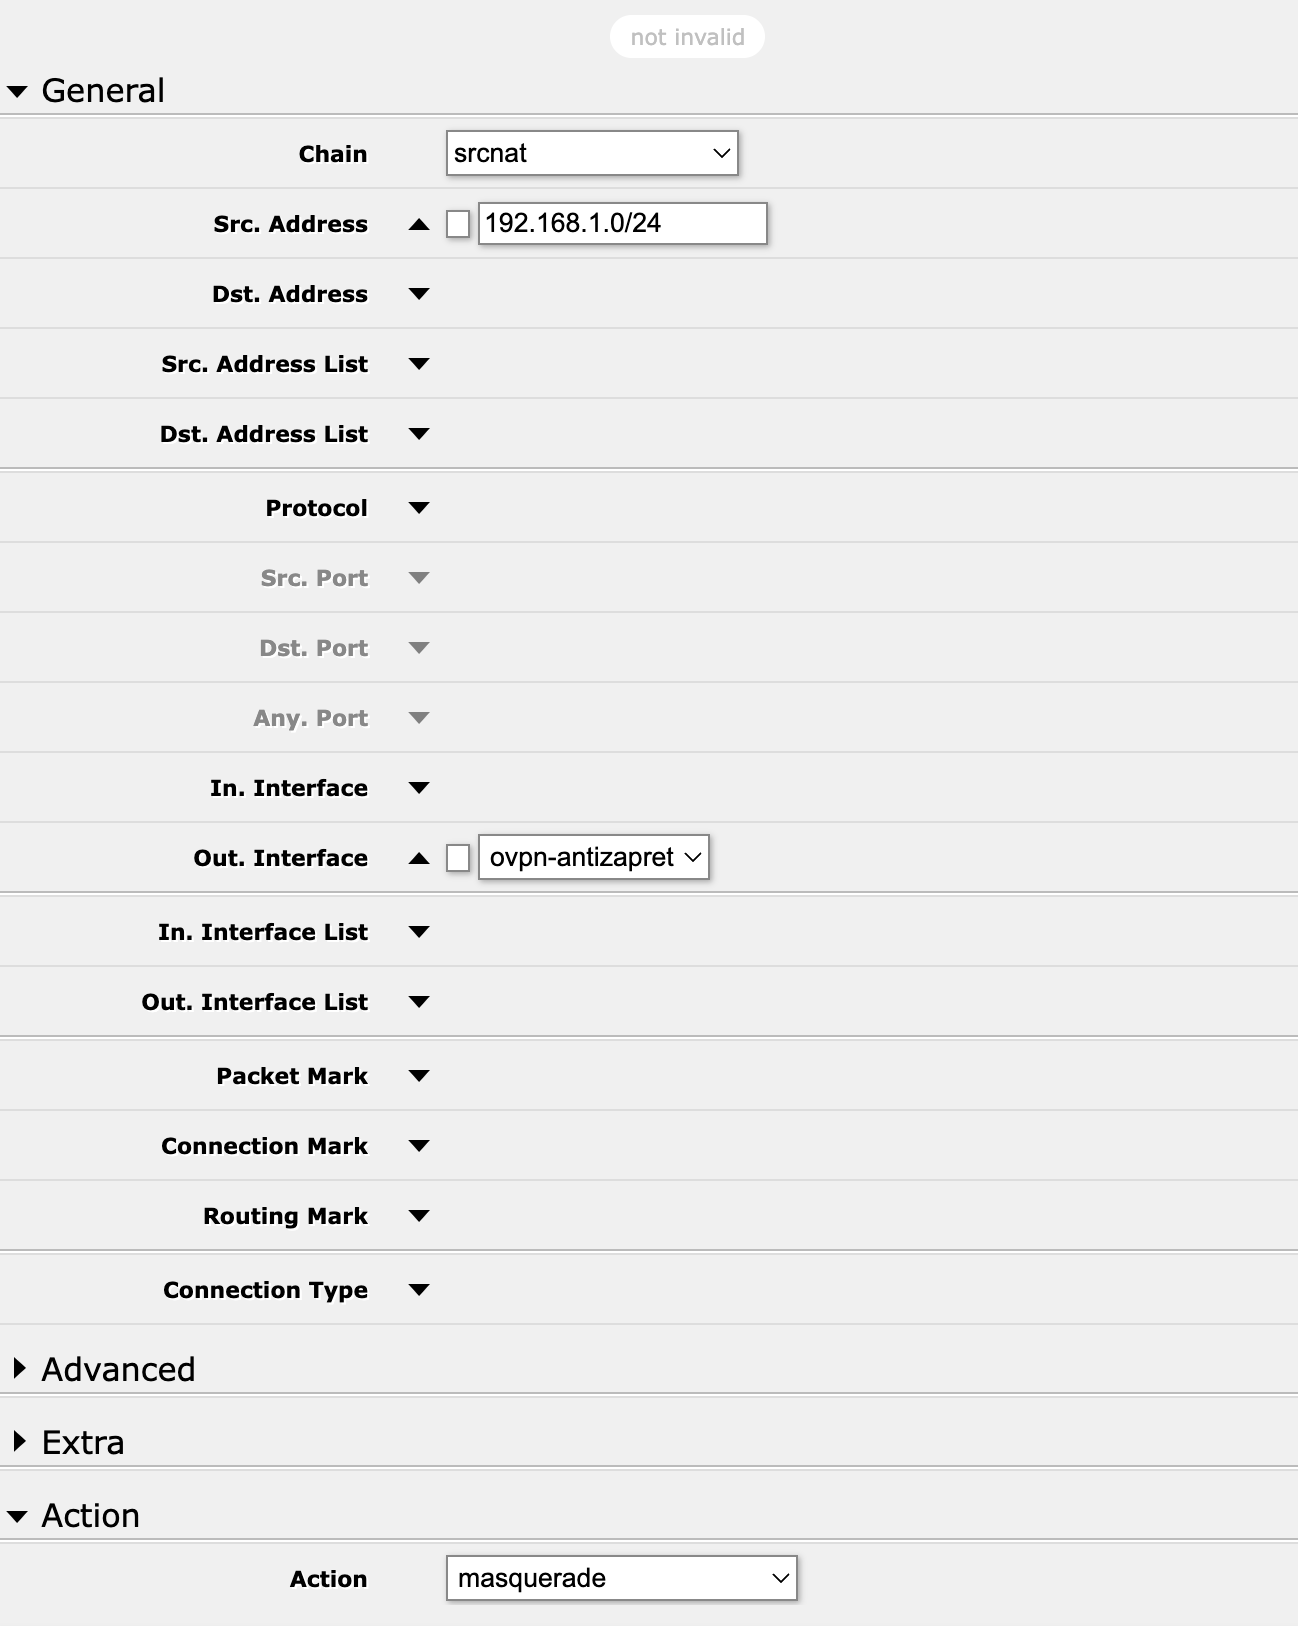 not invalid
General
Chain srcnat
Src. Address 192.168.1.0/24
Dst. Address
Src. Address List
Dst. Address List
Protocol
Src. Port
Dst. Port
Any. Port
In. Interface
Out. Interface ovpn-antizapret
In. Interface List
Out. Interface List
Packet Mark
Connection Mark
Routing Mark
Connection Type
Advanced
Extra
Action
Action masquerade